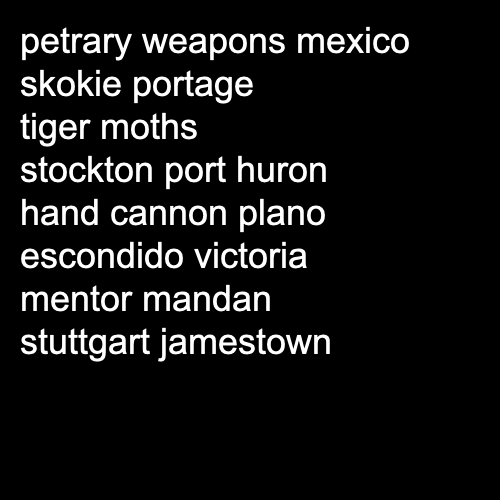 petrary weapons mexico
skokie portage
tiger moths
stockton port huron
hand cannon plano
escondido victoria
mentor mandan
stuttgart jamestown